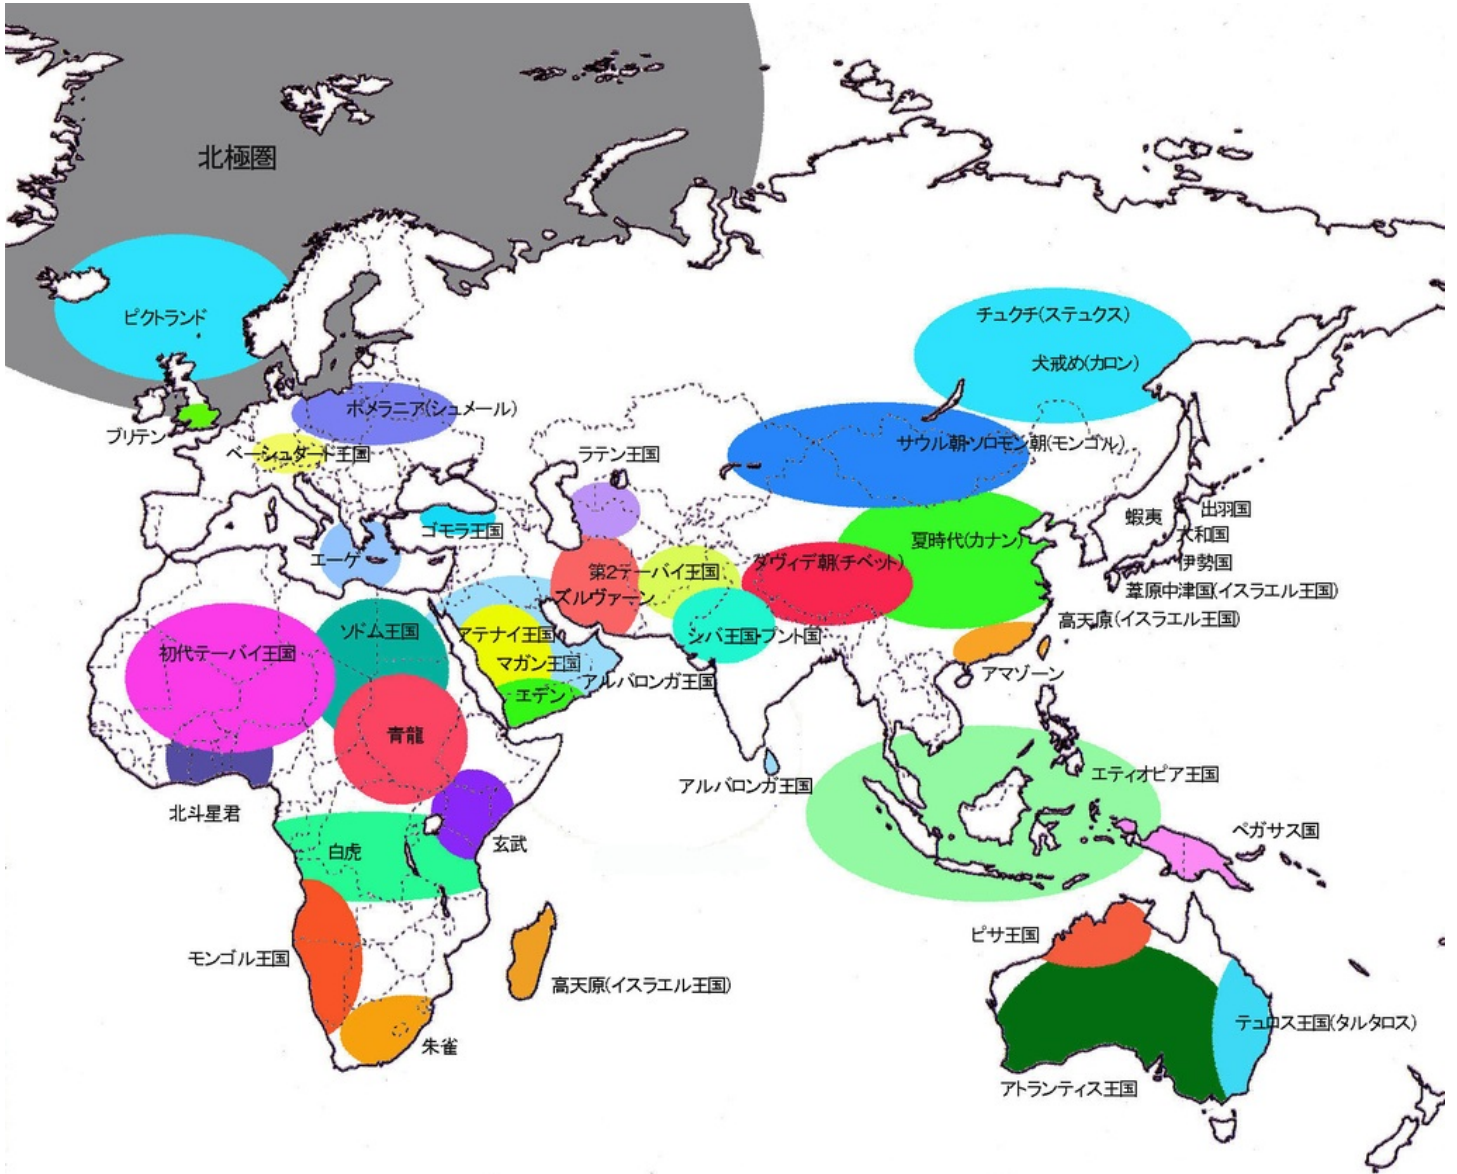 北極圏
ピクトランド
チュクチ(ステュクス)
犬戒め(カロン)
ポメラニア(シュメール)
ブリテン
ペーシュダード王国
サウル朝・ソロモン朝(モンゴル)
ラテン王国
出羽国
蝦夷
大和国
ゴモラ王国
夏時代(カナン)
エーゲ
ダヴィデ朝(チベット)
伊勢国
第2テーバイ王国
葦原中津国(イスラエル王国)
ズルヴァーン
高天原(イスラエル王国)
ソドム王国
アテナイ王国
シバ王国・プント国
初代テーバイ王国
マガン王国
アマゾーン
アルバロンガ王国
エデン
青龍
エティオピア王国
アルバロンガ王国
北斗星君
ペガサス国
玄武
白虎
ピサ王国
モンゴル王国
高天原(イスラエル王国)
テュロス王国(タルタロス)
朱雀
アトランティス王国